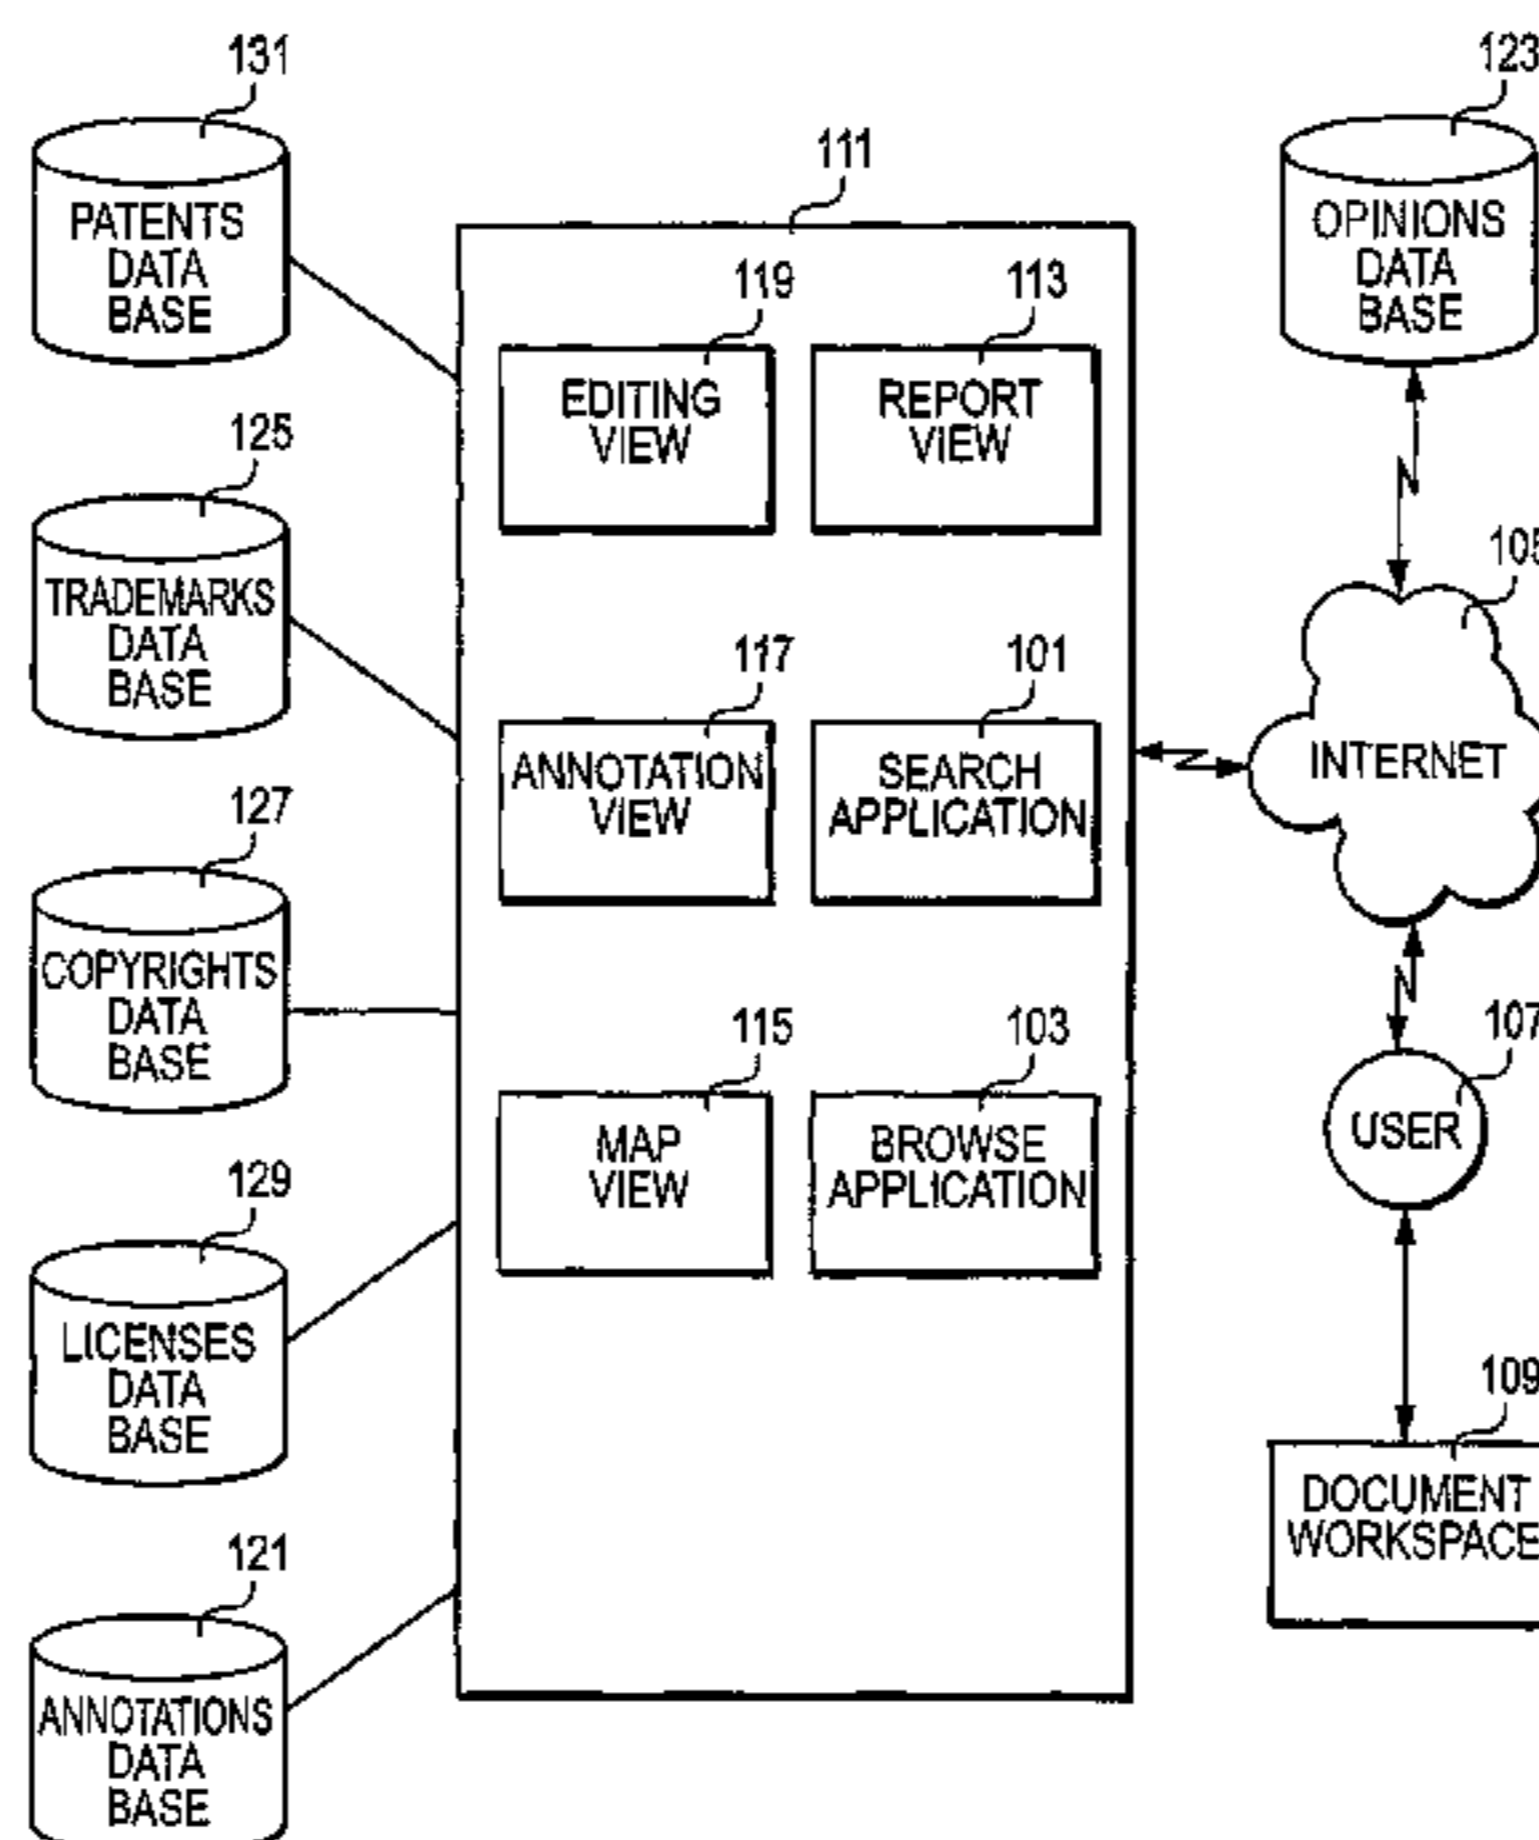 131
PATENTS
DATA
BASE
125
TRADEMARKS
DATA
BASE
127
COPYRIGHTS
DATA
BASE
129
LICENSES
DATA
BASE
121
ANNOTATIONS
DATA
BASE
111
119
EDITING
VIEW
113
REPORT
VIEW
117
ANNOTATION
VIEW
101
SEARCH
APPLICATION
115
MAP
VIEW
103
BROWSE
APPLICATION
123
OPINIONS
DATA
BASE
105
INTERNET
107
USER
109
DOCUMENT
WORKSPACE